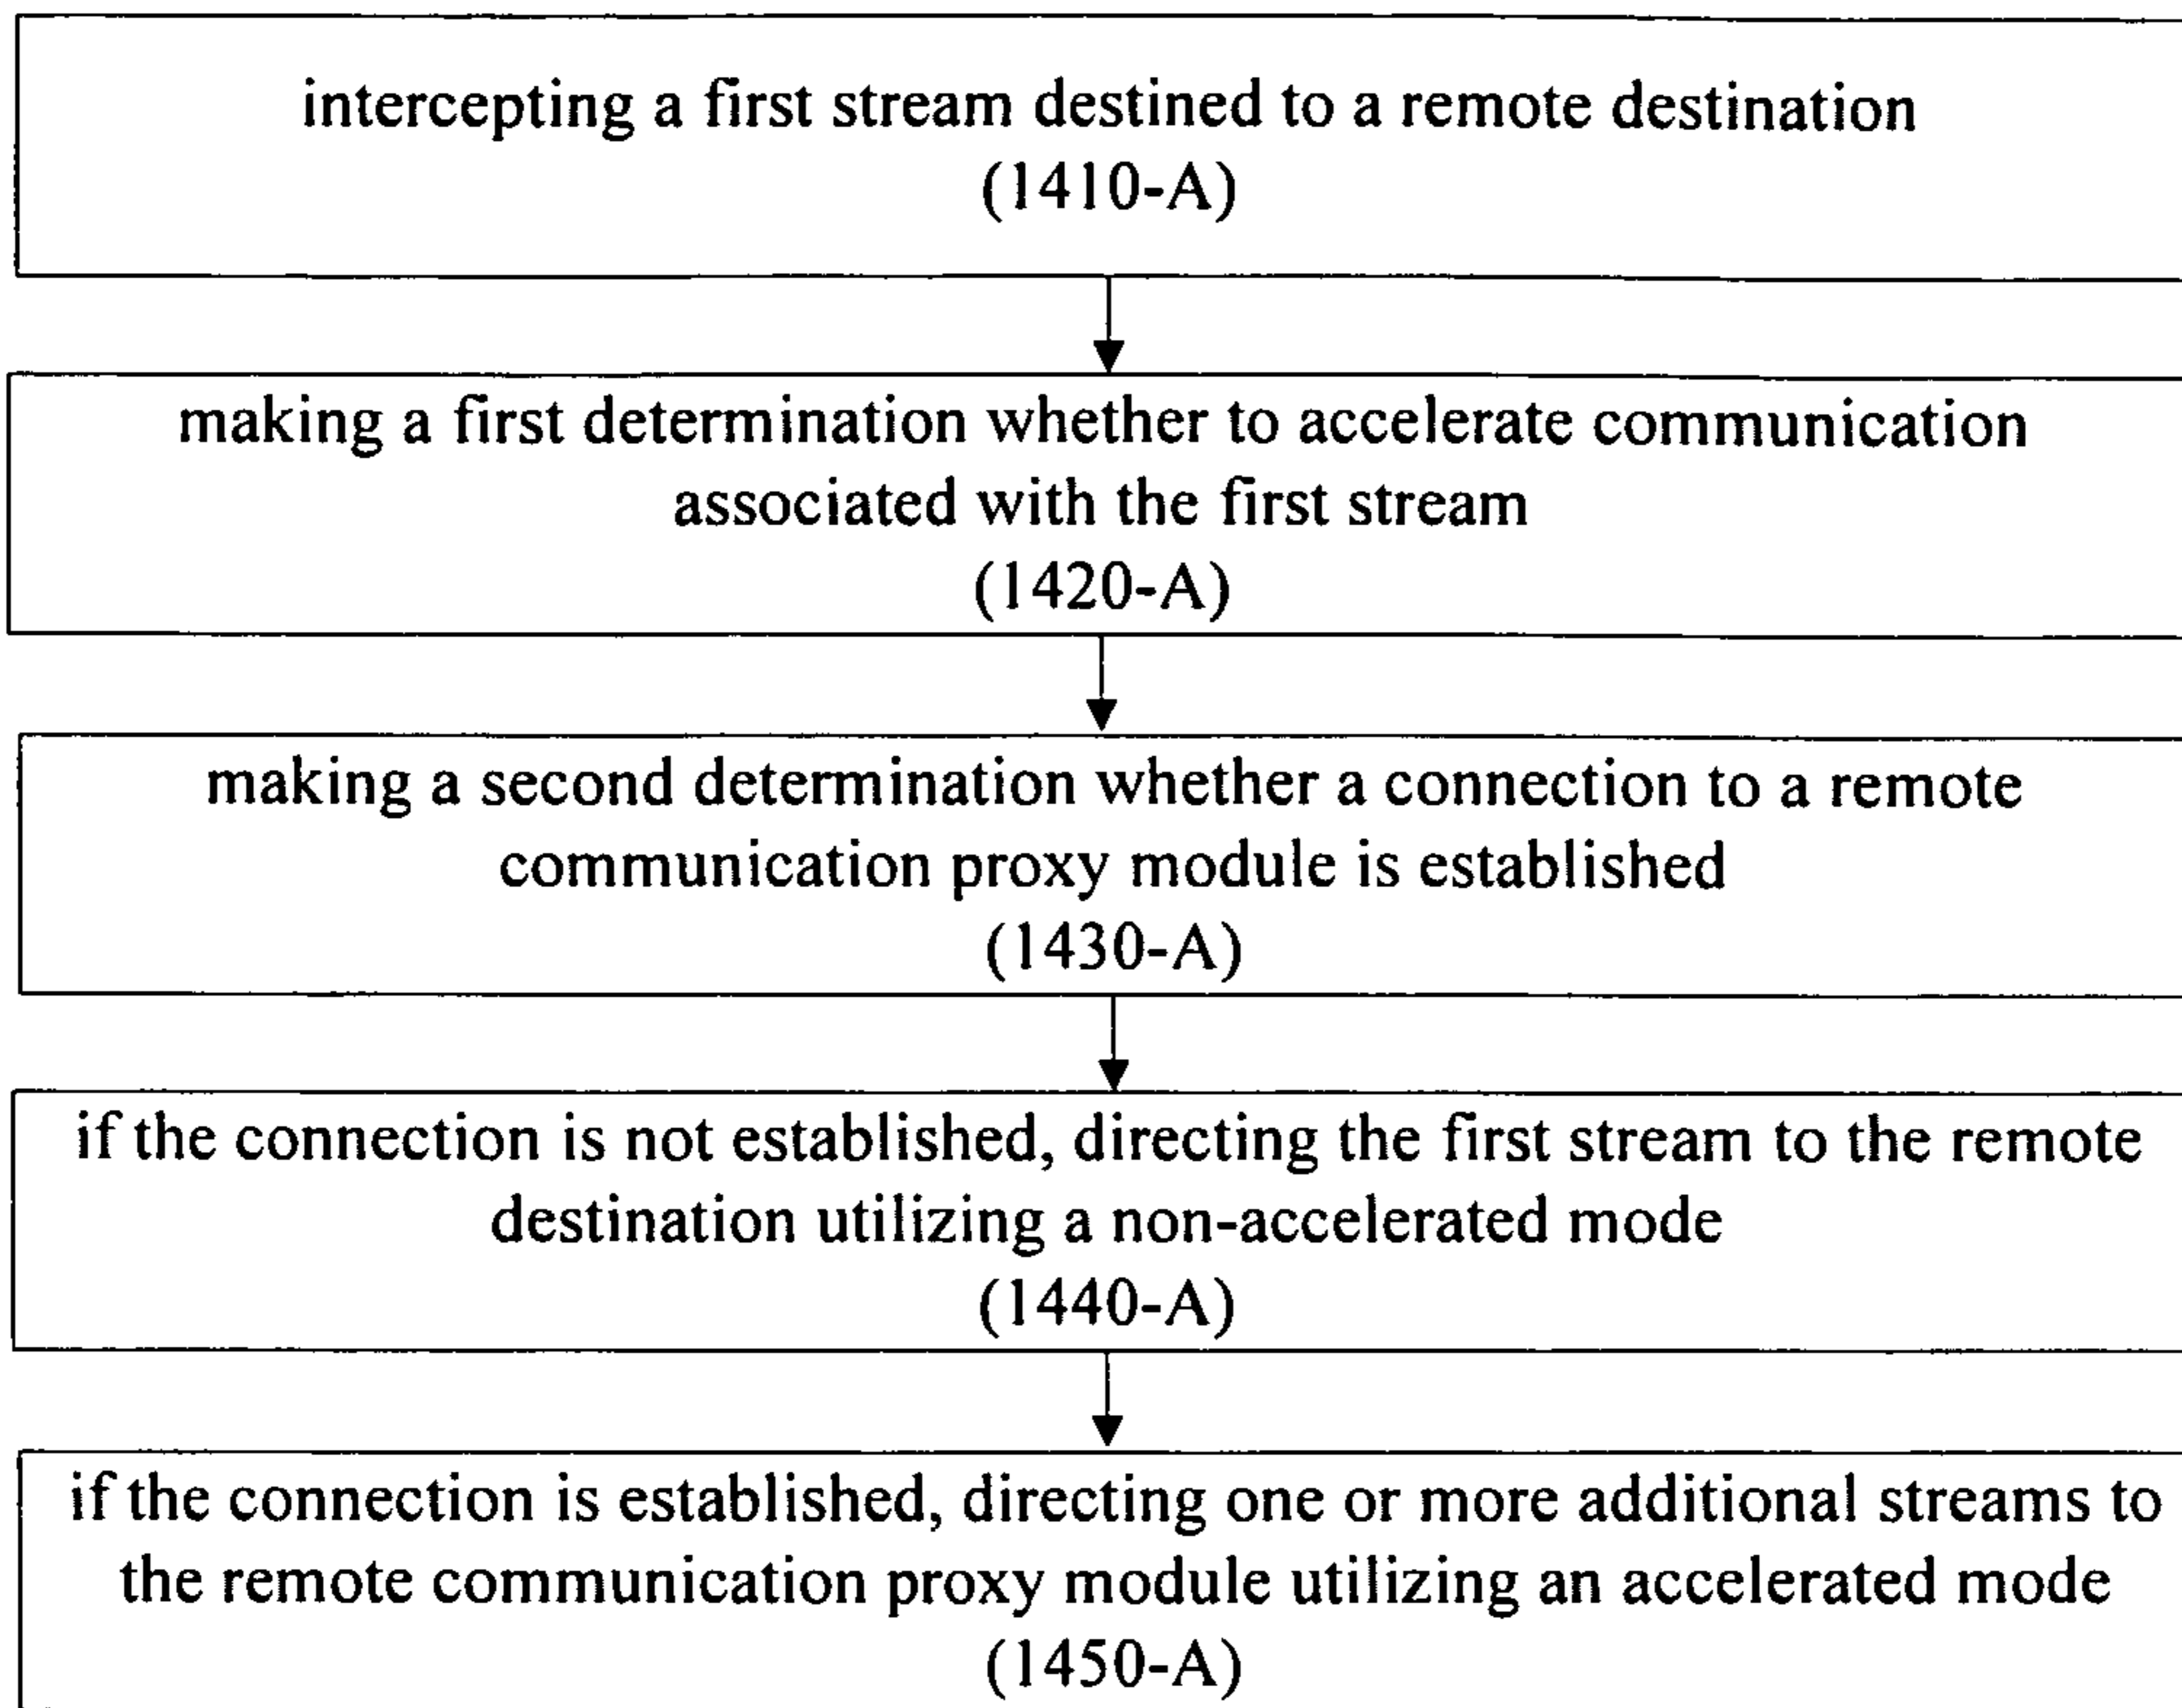 intercepting a first stream destined to a remote destination
(1410-A)
making a first determination whether to accelerate communication
associated with the first stream
(1420-A)
making a second determination whether a connection to a remote
communication proxy module is established
(1430-A)
if the connection is not established, directing the first stream to the remote
destination utilizing a non-accelerated mode
(1440-A)
if the connection is established, directing one or more additional streams to
the remote communication proxy module utilizing an accelerated mode
(1450-A)